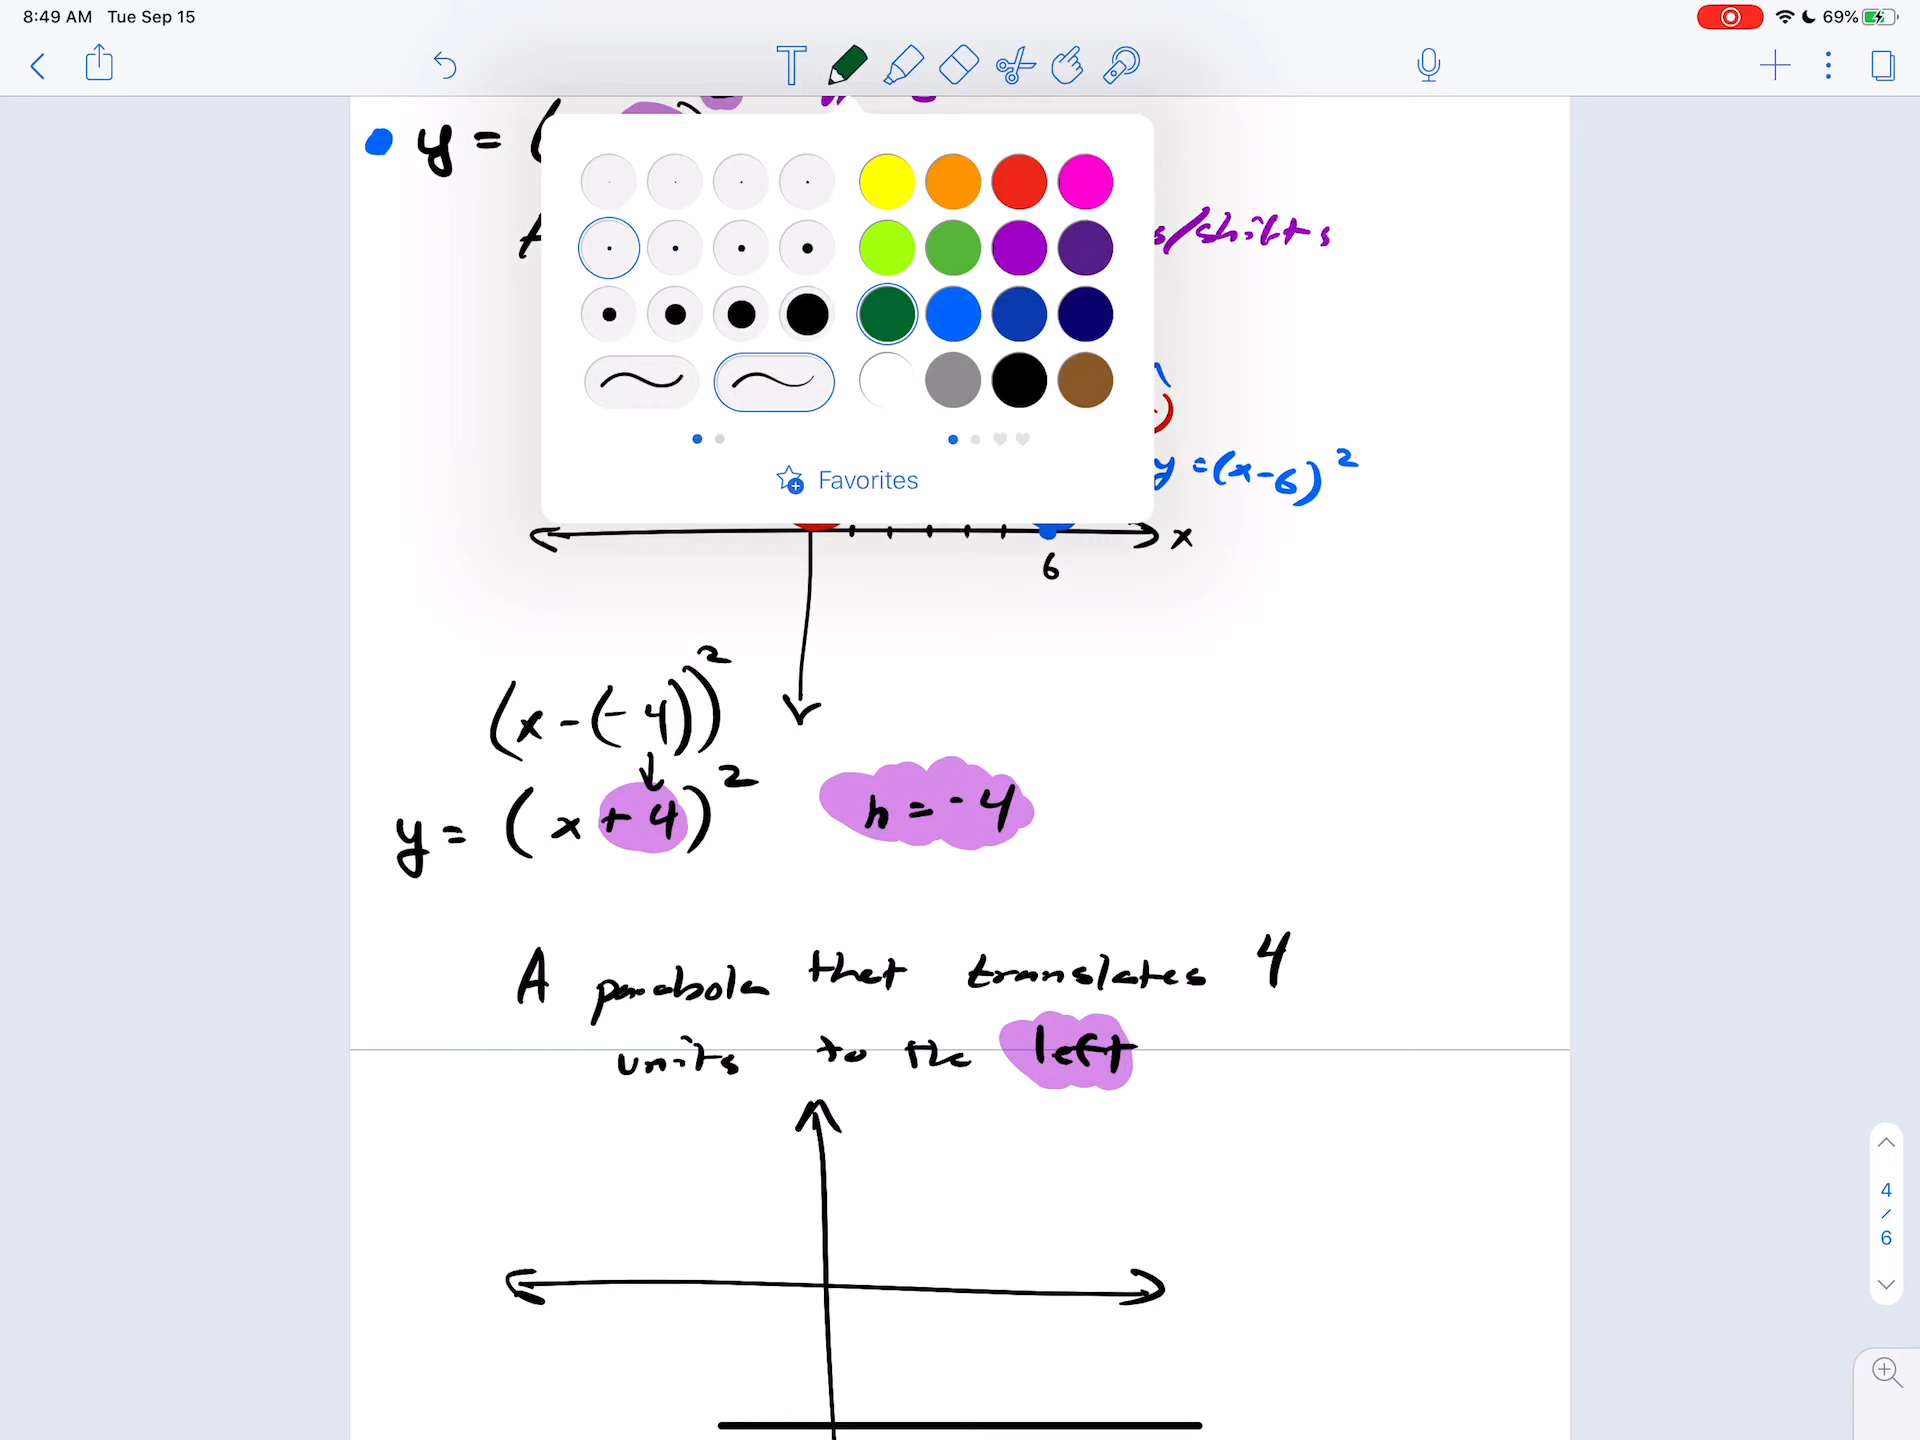 8:49 AM Tue Sep 15
69%
T
y = (
s/shifts
y = (x-6)²
x
6
(x-(-4))²
y = (x + 4)²
h = -4
A parabola that translates 4
units to the left
Favorites
4
/
6